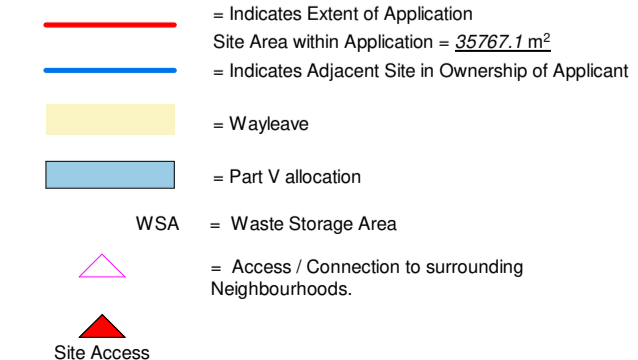 = Indicates Extent of Application
Site Area within Application = 35767.1 m²
= Indicates Adjacent Site in Ownership of Applicant
= Wayleave
= Part V allocation
WSA = Waste Storage Area
= Access / Connection to surrounding
Neighbourhoods.
Site Access